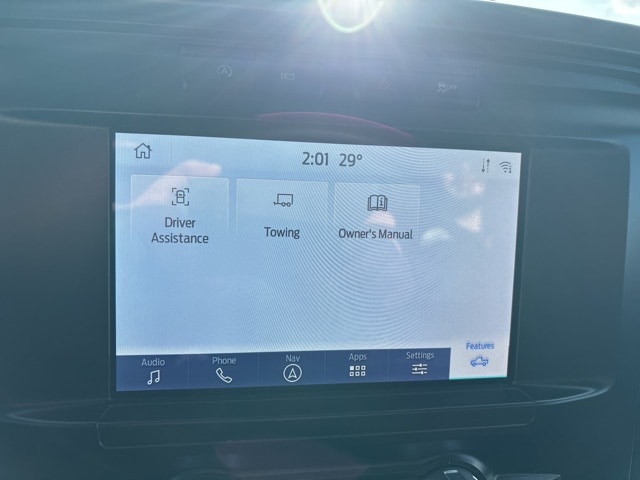 2:01 29°
Driver
Assistance
Towing
Owner's Manual
Audio
Phone
Nav
Apps
Settings
Features